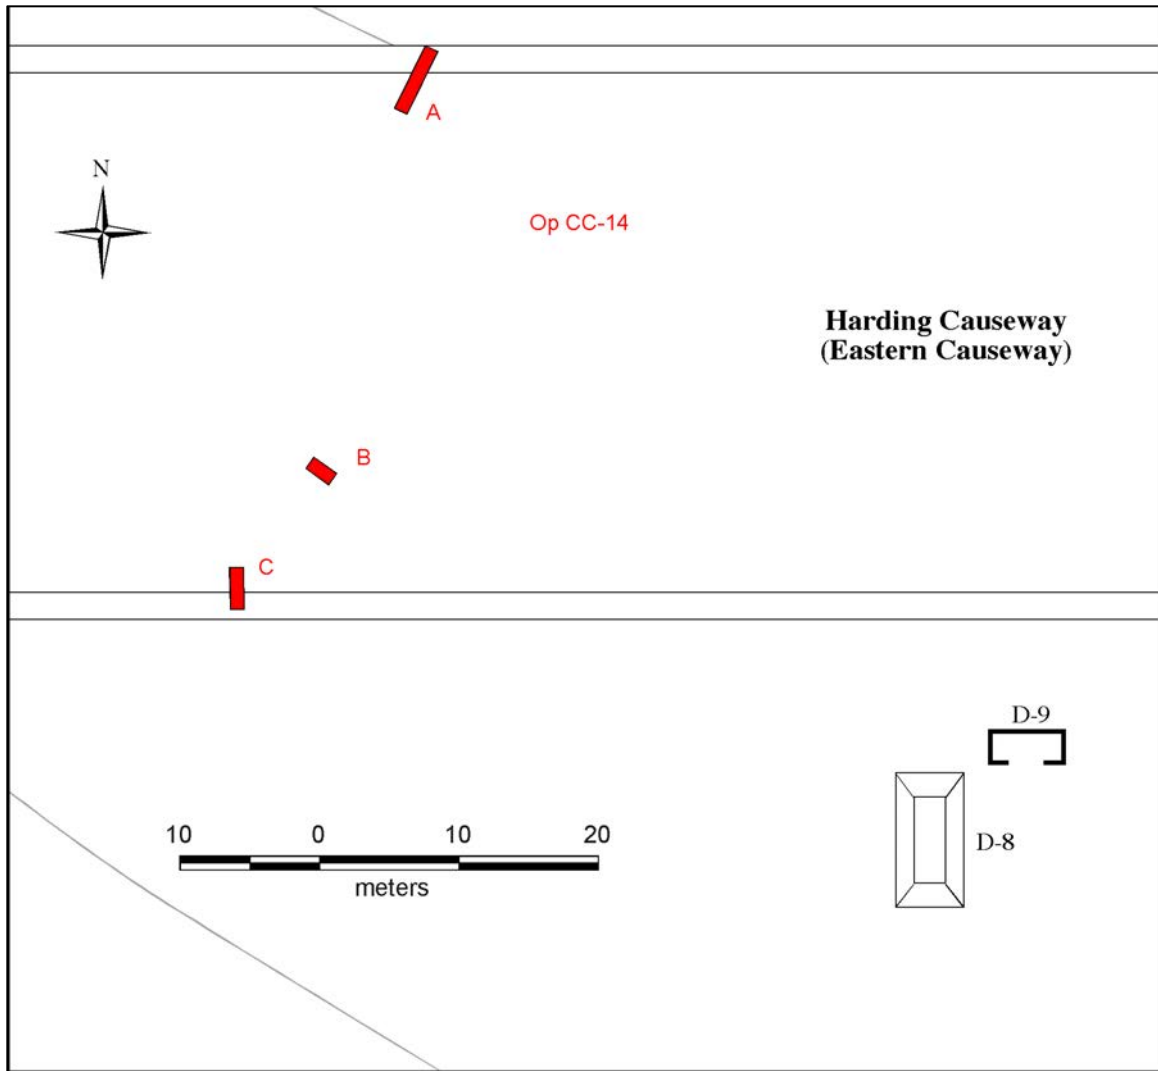 A
N
Op CC-14
Harding Causeway
(Eastern Causeway)
B
C
D-9
D-8
10 0 10 20
meters